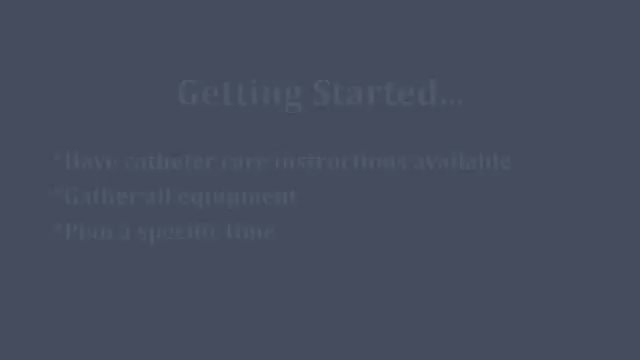 Getting Started...
*Have catheter care instructions available
*Gather all equipment
*Plan a specific time